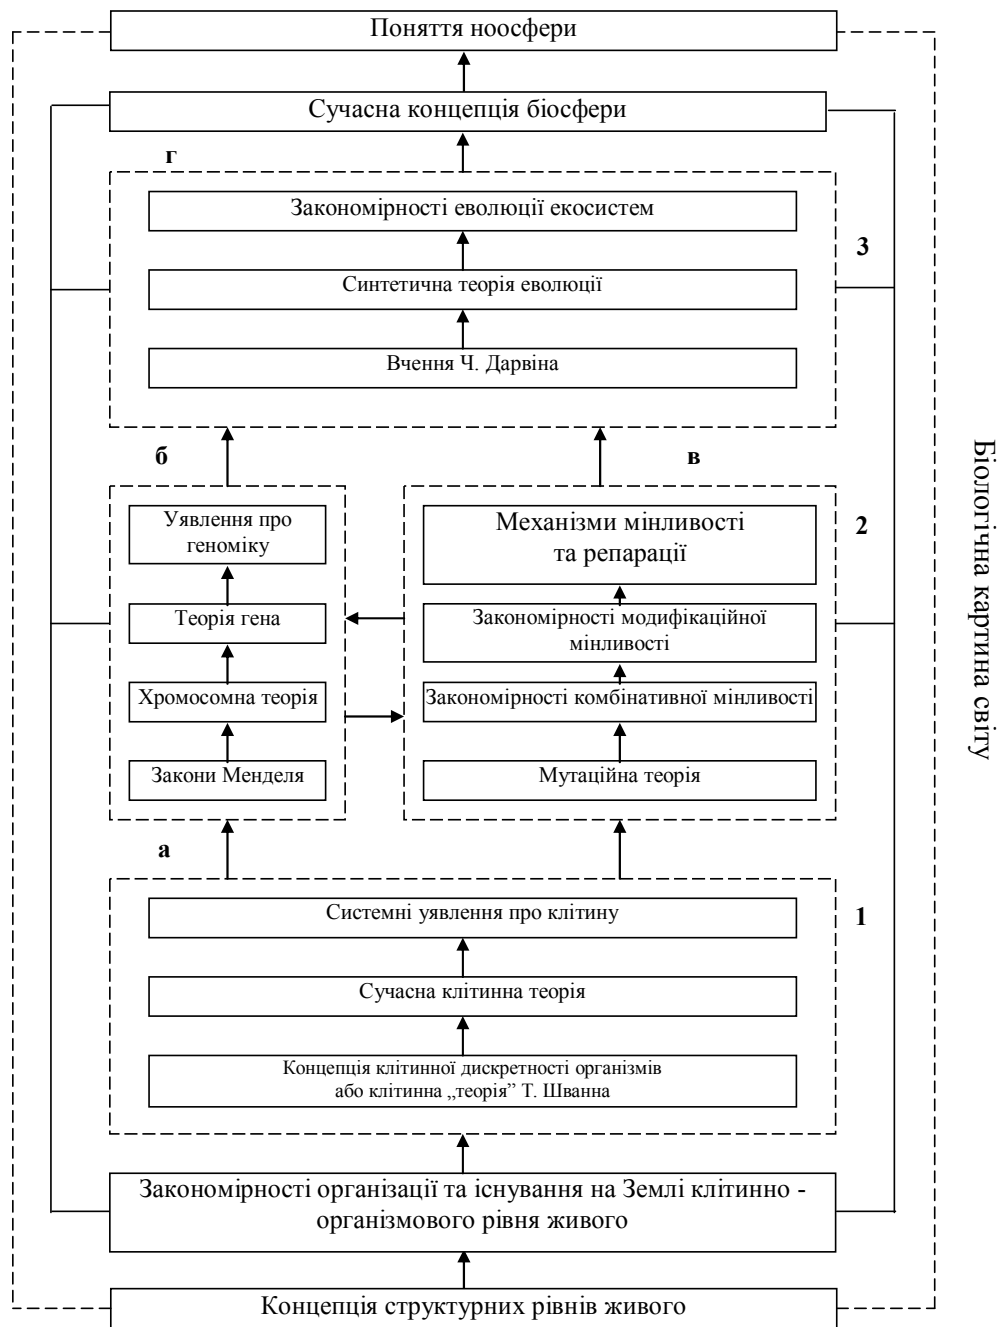 Поняття ноосфери
Сучасна концепція біосфери
г
Закономірності еволюції екосистем
3
Синтетична теорія еволюції
Вчення Ч. Дарвіна
б
в
Уявлення про
геноміку
Теорія гена
Хромосомна теорія
Закони Менделя
Механізми мінливості
та репарації
2
Закономірності модифікаційної
мінливості
Закономірності комбінативної мінливості
Мутаційна теорія
а
Системні уявлення про клітину
1
Сучасна клітинна теорія
Концепція клітинної дискретності організмів
або клітинна „теорія” Т. Шванна
Закономірності організації та існування на Землі клітинно -
організмового рівня живого
Концепція структурних рівнів живого
Біологічна картина світу